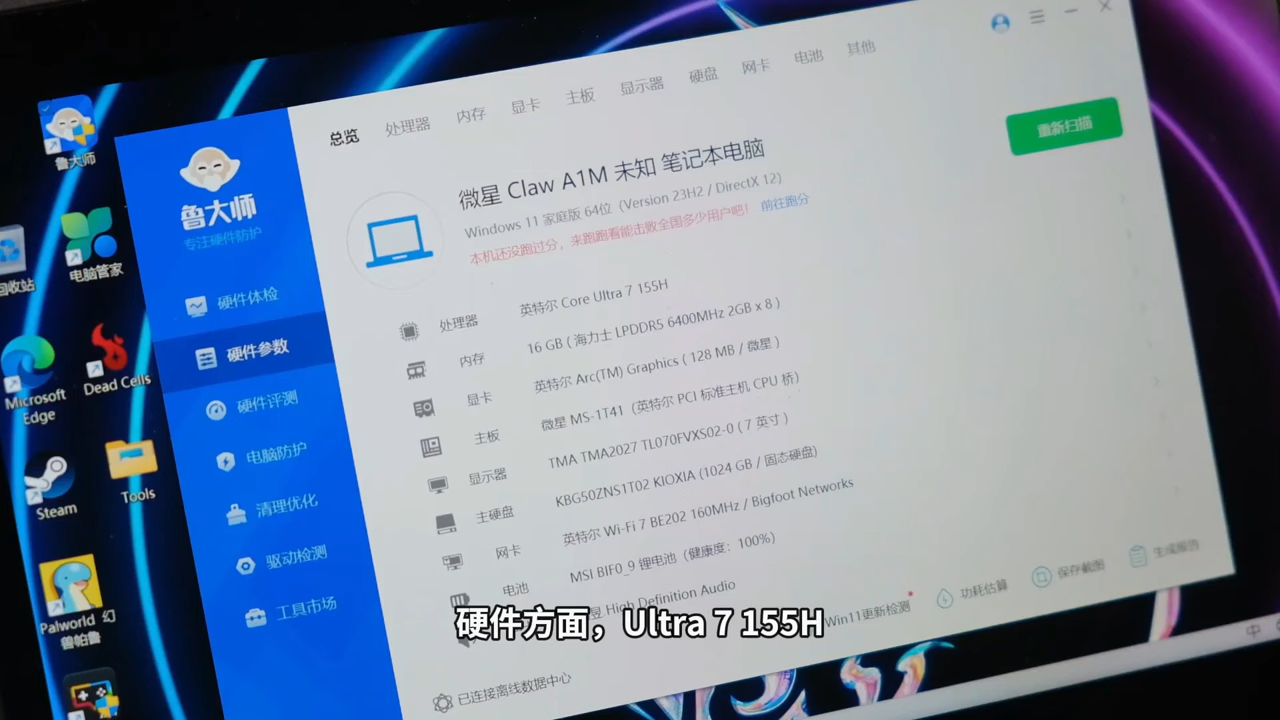 鲁大师
回收站
电脑管家
Microsoft Edge
Dead Cells
Steam
Tools
Palworld 幻兽帕鲁
鲁大师
专注硬件防护
硬件体检
硬件参数
硬件评测
电脑防护
清理优化
驱动检测
工具市场
总览 处理器 内存 显卡 主板 显示器 硬盘 网卡 电池 其他
重新扫描
微星 Claw A1M 未知 笔记本电脑
Windows 11 家庭版 64位（Version 23H2 / DirectX 12）
本机还没跑过分，来跑跑看能击败全国多少用户吧！ 前往跑分
处理器 英特尔 Core Ultra 7 155H
内存 16 GB ( 海力士 LPDDR5 6400MHz 2GB x 8 )
显卡 英特尔 Arc(TM) Graphics ( 128 MB / 微星 )
主板 微星 MS-1T41（英特尔 PCI 标准主机 CPU 桥）
显示器 TMA TMA2027 TL070FVXS02-0 ( 7 英寸 )
主硬盘 KBG50ZNS1T02 KIOXIA (1024 GB / 固态硬盘)
网卡 英特尔 Wi-Fi 7 BE202 160MHz / Bigfoot Networks
电池 MSI BIF0_9 锂电池（健康度：100%）
High Definition Audio
硬件方面，Ultra 7 155H
已连接离线数据中心
Win11更新检测 功耗估算 保存截图 生成报告
中